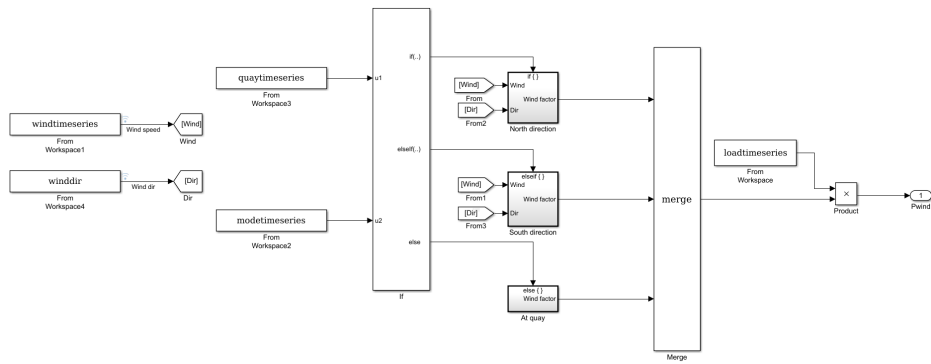 windtimeseries
From
Workspace1
Wind speed
[Wind]
Wind
winddir
From
Workspace4
Wind dir
[Dir]
Dir
quaytimeseries
From
Workspace3
modetimeseries
From
Workspace2
u1
u2
if(..)
elseif(..)
else
If
[Wind]
From
[Dir]
From2
if { }
Wind
Wind factor
Dir
North direction
[Wind]
From1
[Dir]
From3
elseif { }
Wind
Wind factor
Dir
South direction
else { }
Wind factor
At quay
merge
Merge
loadtimeseries
From
Workspace
×
Product
1
Pwind